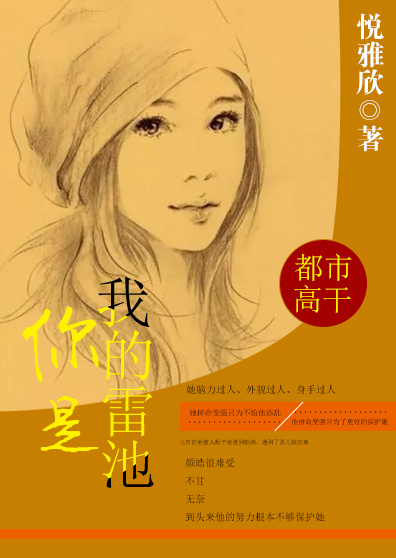 悦雅欣◎著
都市
高干
你是
我的雷池
她脑力过人、外貌过人、身手过人
她拼命变强只为不给他添乱
他拼命变强只为了更好的保护她
颜皓很难受
不甘
无奈
到头来他的努力根本不够保护她